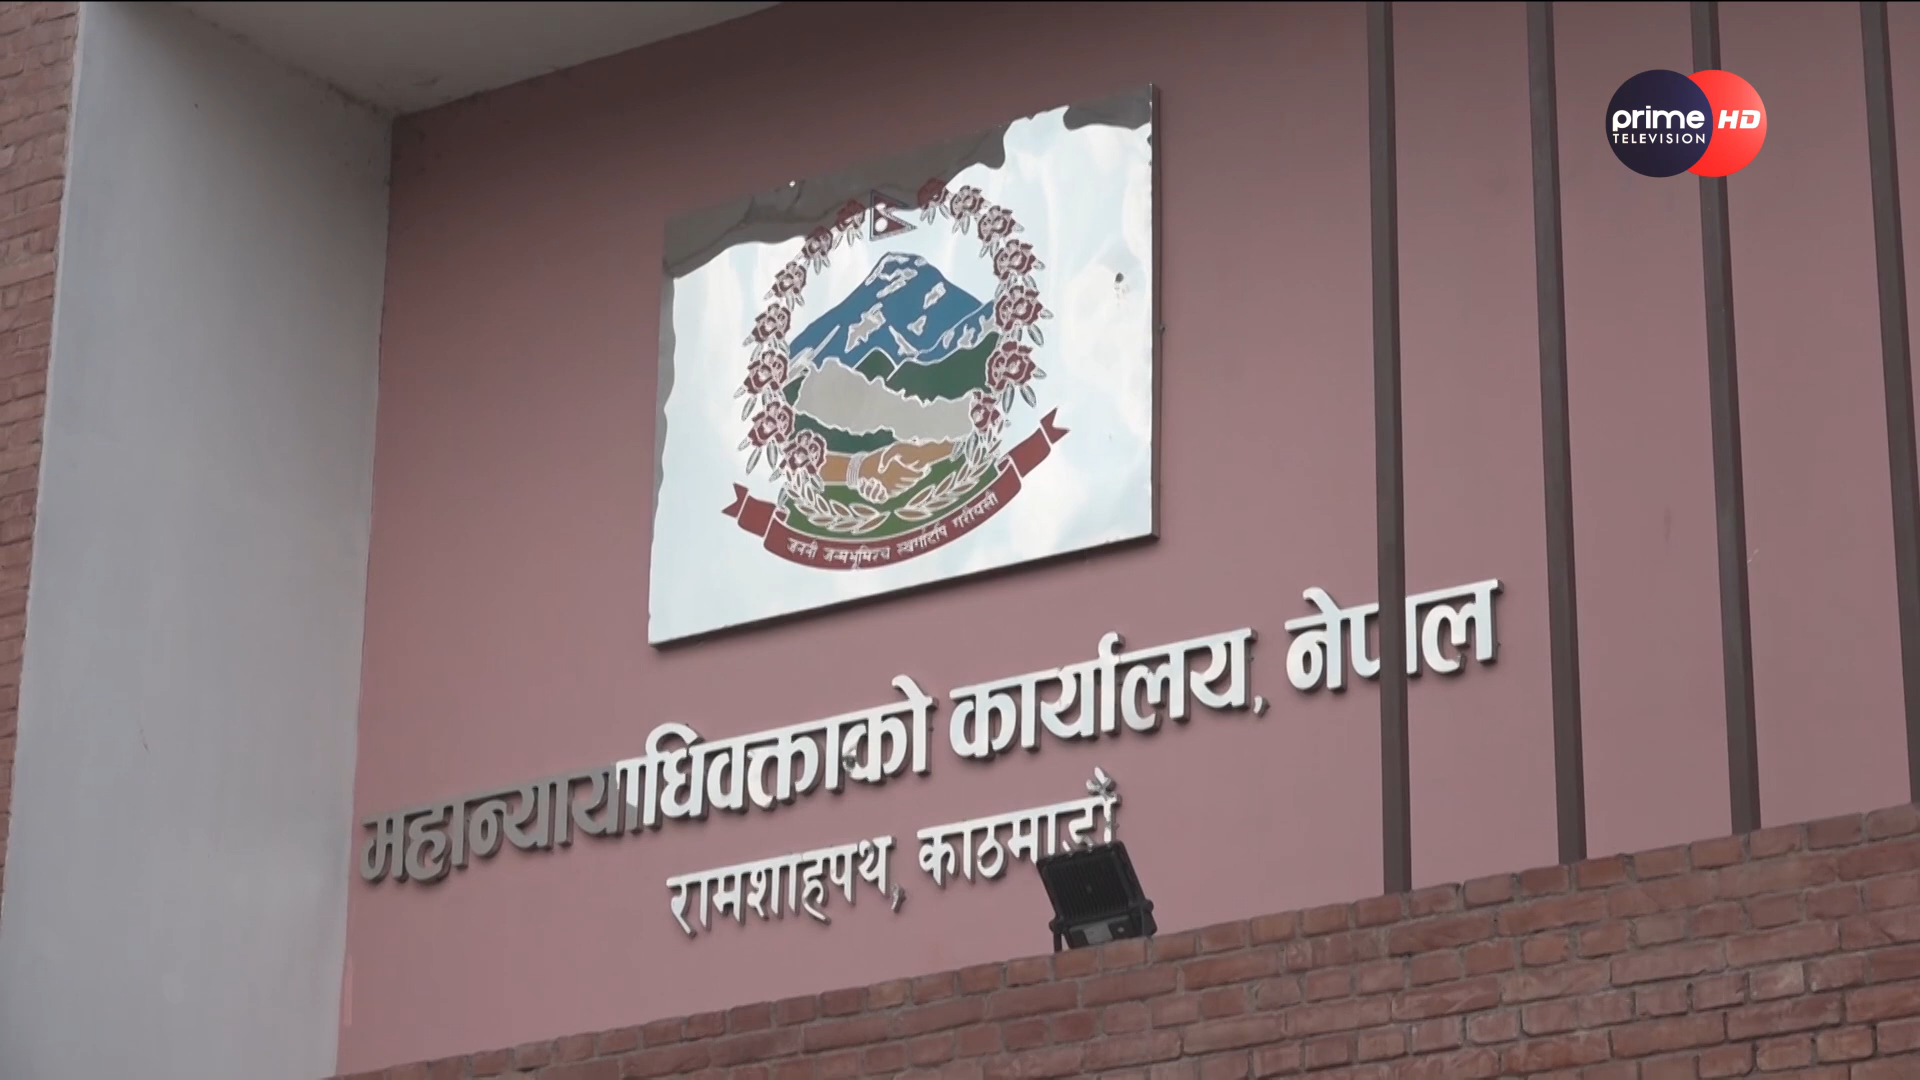 prime HD
TELEVISION
जननी जन्मभूमिश्च स्वर्गादपि गरीयसी
महान्यायाधिवक्ताको कार्यालय, नेपाल
रामशाहपथ, काठमाडौं